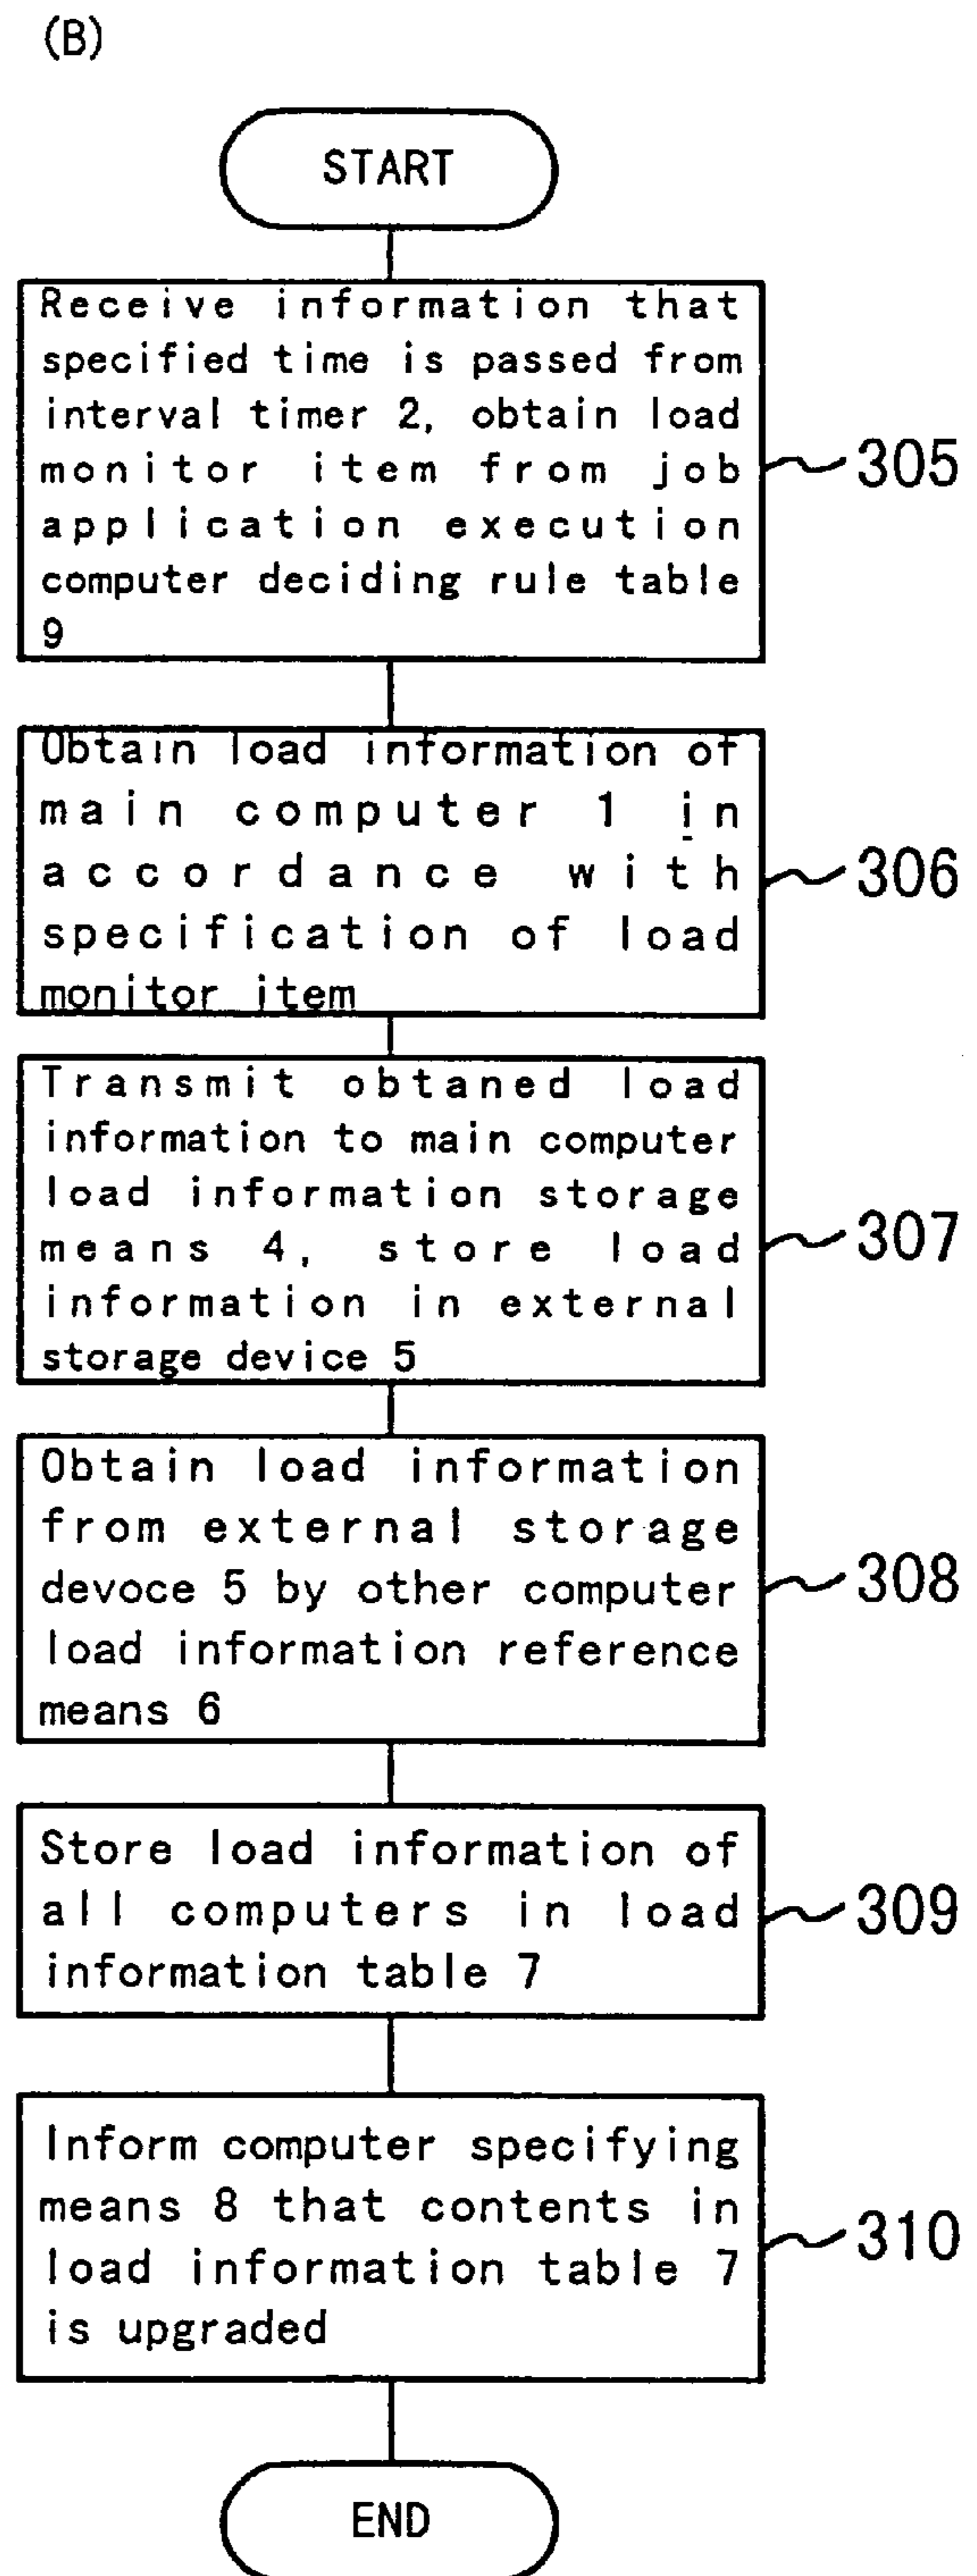 (B)
START
Receive information that
specified time is passed from
interval timer 2, obtain load
monitor item from job
application execution
computer deciding rule table
9
305
Obtain load information of
main computer 1 in
accordance with
specification of load
monitor item
306
Transmit obtaned load
information to main computer
load information storage
means 4, store load
information in external
storage device 5
307
Obtain load information
from external storage
devoce 5 by other computer
load information reference
means 6
308
Store load information of
all computers in load
information table 7
309
Inform computer specifying
means 8 that contents in
load information table 7
is upgraded
310
END